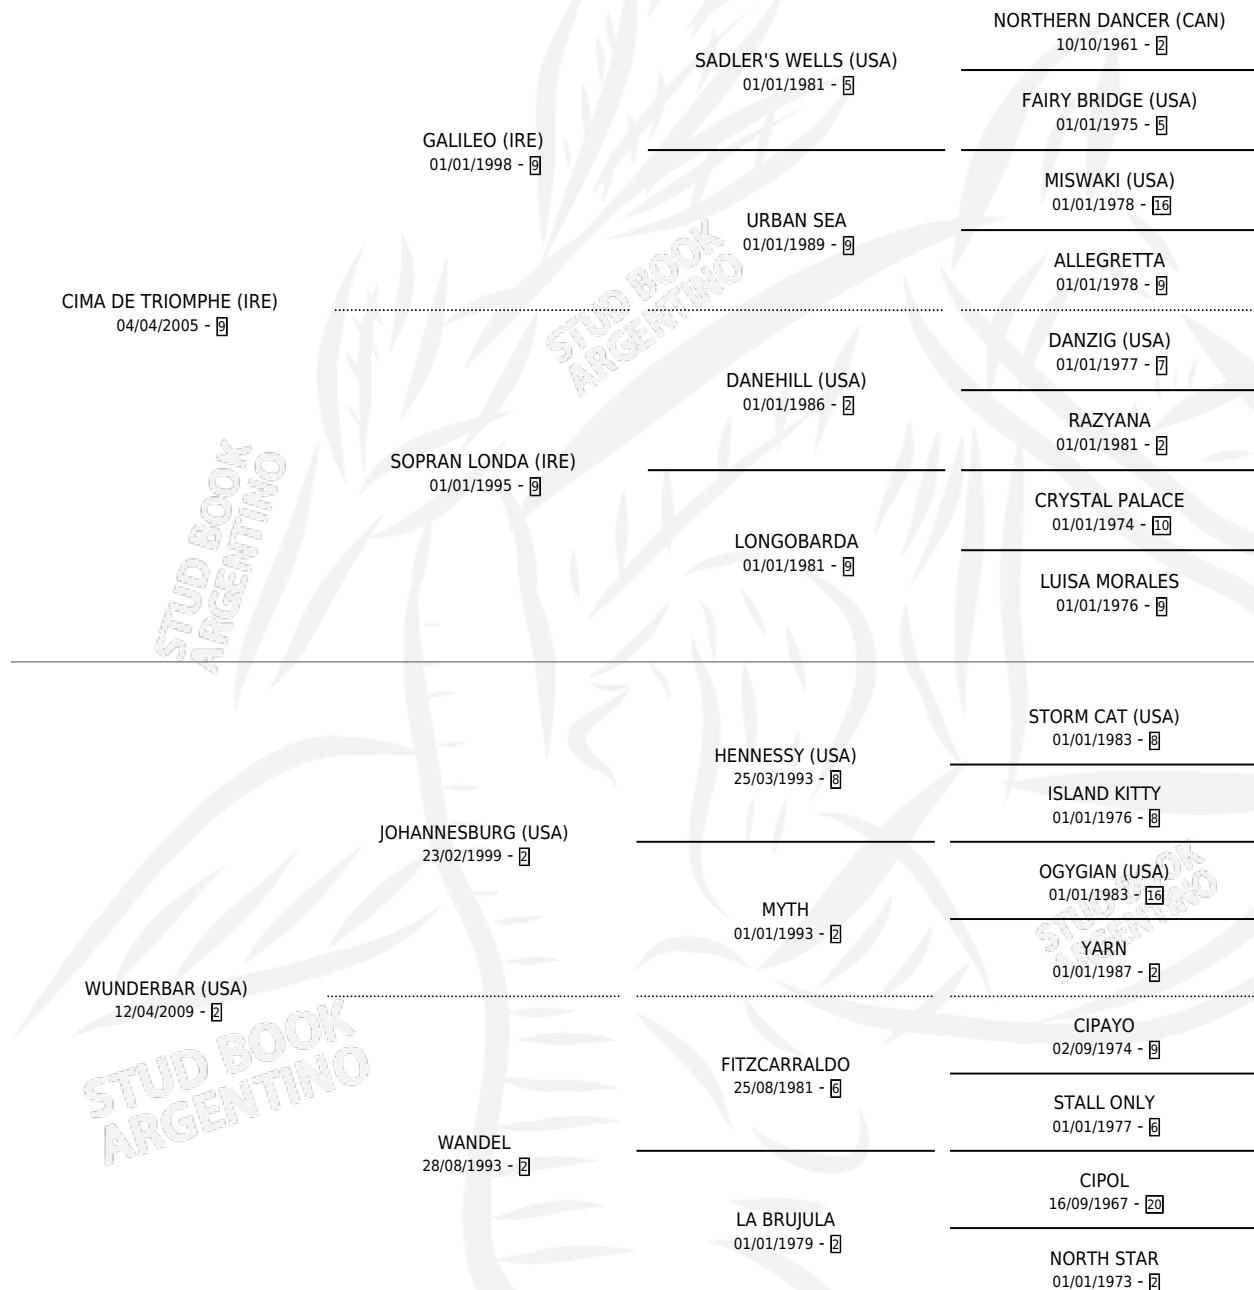 NORTHERN DANCER (CAN)
10/10/1961 - 2
SADLER'S WELLS (USA)
01/01/1981 - 5
FAIRY BRIDGE (USA)
01/01/1975 - 5
GALILEO (IRE)
01/01/1998 - 9
MISWAKI (USA)
01/01/1978 - 16
URBAN SEA
01/01/1989 - 9
ALLEGRETTA
01/01/1978 - 9
STUD BOOK
ARGENTINO
CIMA DE TRIOMPHE (IRE)
04/04/2005 - 9
DANZIG (USA)
01/01/1977 - 7
DANEHILL (USA)
01/01/1986 - 2
RAZYANA
01/01/1981 - 2
SOPRAN LONDA (IRE)
01/01/1995 - 9
CRYSTAL PALACE
01/01/1974 - 10
LONGOBARDA
01/01/1981 - 9
LUISA MORALES
01/01/1976 - 9
STUD BOOK
ARGENTINO
STORM CAT (USA)
01/01/1983 - 8
HENNESSY (USA)
25/03/1993 - 8
ISLAND KITTY
01/01/1976 - 8
JOHANNESBURG (USA)
23/02/1999 - 2
OGYGIAN (USA)
01/01/1983 - 16
MYTH
01/01/1993 - 2
YARN
01/01/1987 - 2
STUD BOOK
ARGENTINO
WUNDERBAR (USA)
12/04/2009 - 2
CIPAYO
02/09/1974 - 9
FITZCARRALDO
25/08/1981 - 6
STALL ONLY
01/01/1977 - 6
STUD BOOK
ARGENTINO
WANDEL
28/08/1993 - 2
CIPOL
16/09/1967 - 20
LA BRUJULA
01/01/1979 - 2
NORTH STAR
01/01/1973 - 2